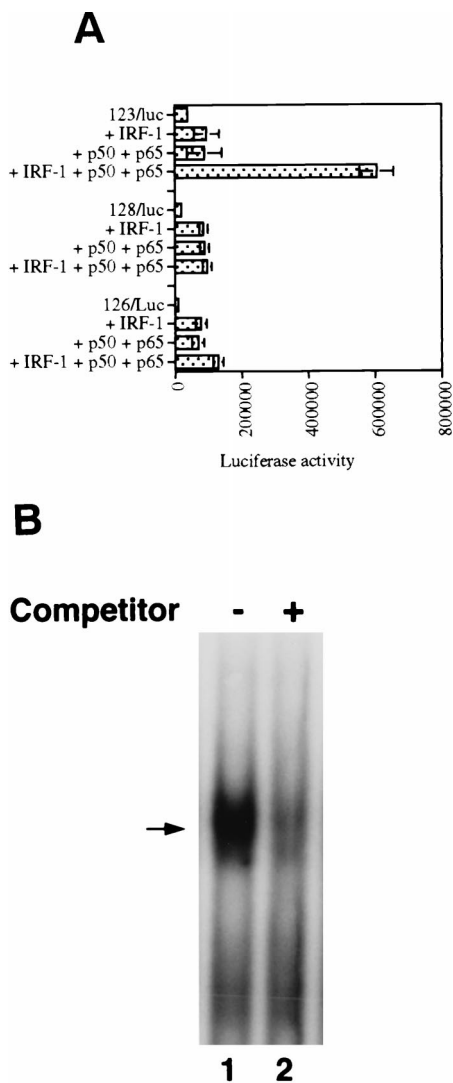 A
123/luc
+ IRF-1
+ p50 + p65
+ IRF-1 + p50 + p65
128/luc
+ IRF-1
+ p50 + p65
+ IRF-1 + p50 + p65
126/Luc
+ IRF-1
+ p50 + p65
+ IRF-1 + p50 + p65
0
200000
400000
600000
800000
Luciferase activity
B
Competitor - +
1 2